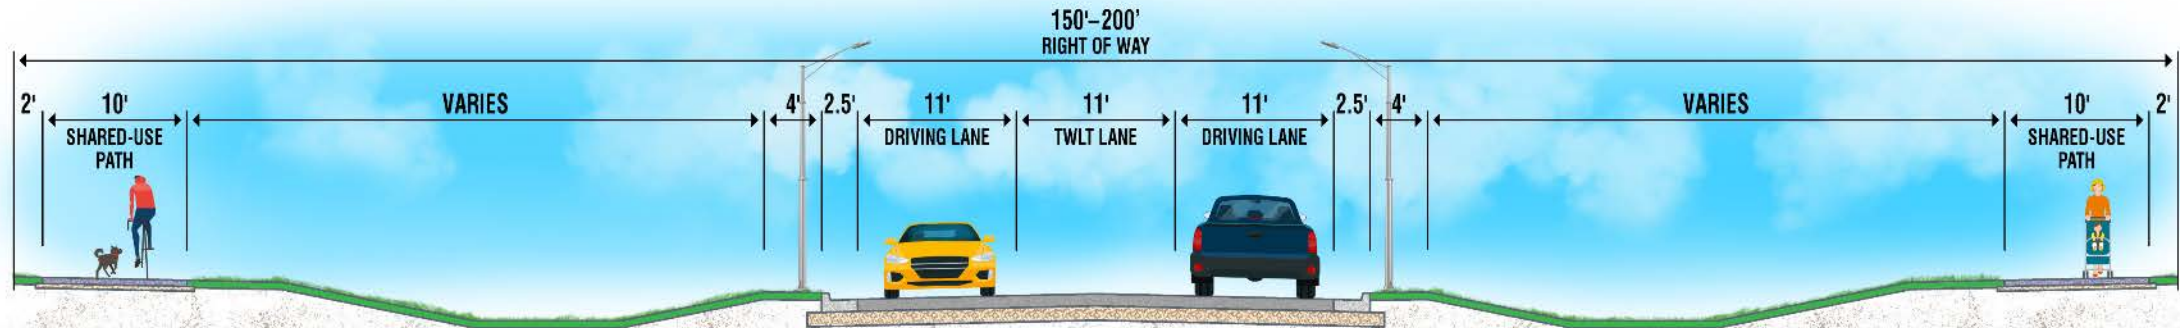 150'–200'
RIGHT OF WAY
2' 10' VARIES 4' 2.5' 11' 11' 11' 2.5' 4' VARIES 10' 2'
SHARED-USE PATH DRIVING LANE TWLT LANE DRIVING LANE SHARED-USE PATH